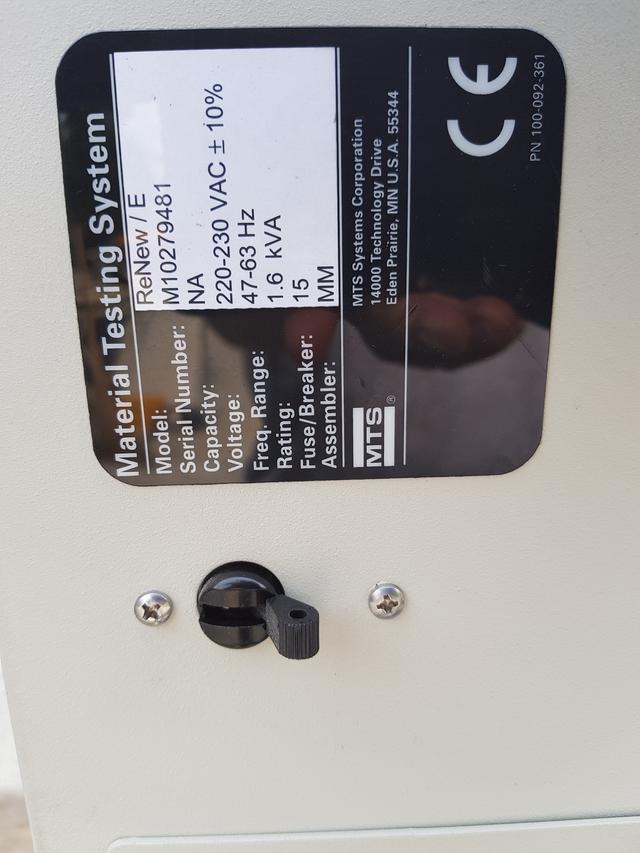 Material Testing System
Model: ReNew / E
Serial Number: M10279481
Capacity: NA
Voltage: 220-230 VAC ± 10%
Freq. Range: 47-63 Hz
Rating: 1.6 kVA
Fuse/Breaker: 15
Assembler: MM
MTS ®
MTS Systems Corporation
14000 Technology Drive
Eden Prairie, MN U.S.A. 55344
CE
PN 100-092-361